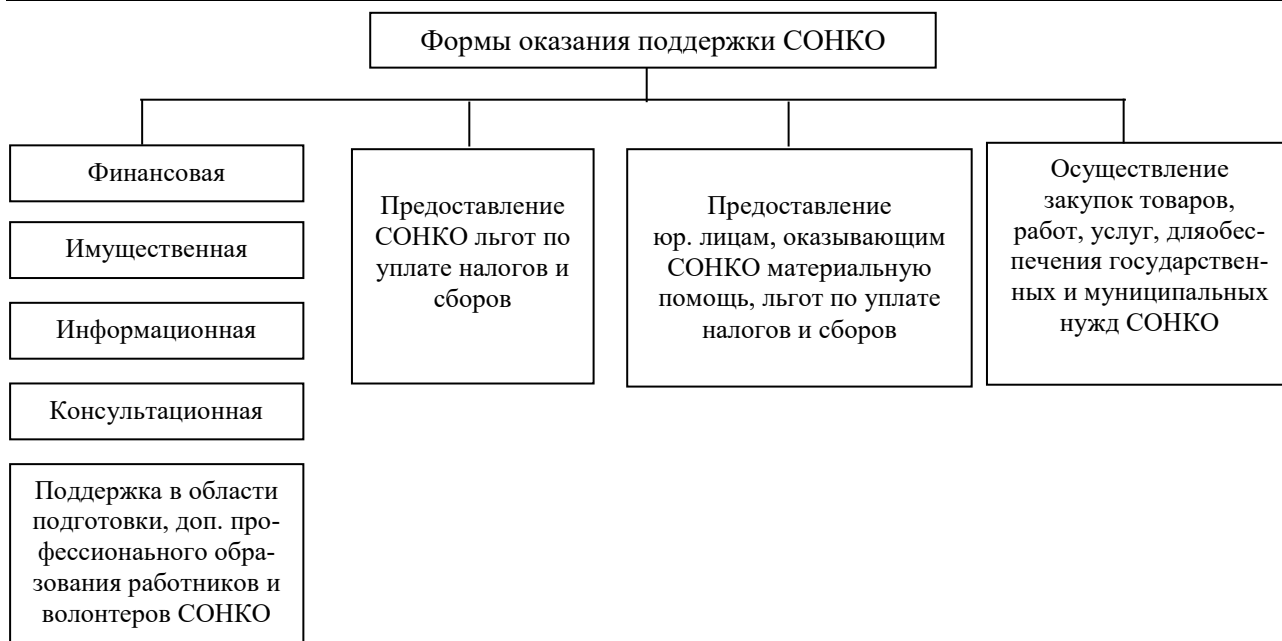 Формы оказания поддержки СОНКО
Финансовая
Имущественная
Информационная
Консультационная
Поддержка в области
подготовки, доп. про-
фессионаьного обра-
зования работников и
волонтеров СОНКО
Предоставление
СОНКО льгот по
уплате налогов и
сборов
Предоставление
юр. лицам, оказывающим
СОНКО материальную
помощь, льгот по уплате
налогов и сборов
Осуществление
закупок товаров,
работ, услуг, дляобес-
печения государствен-
ных и муниципальных
нужд СОНКО